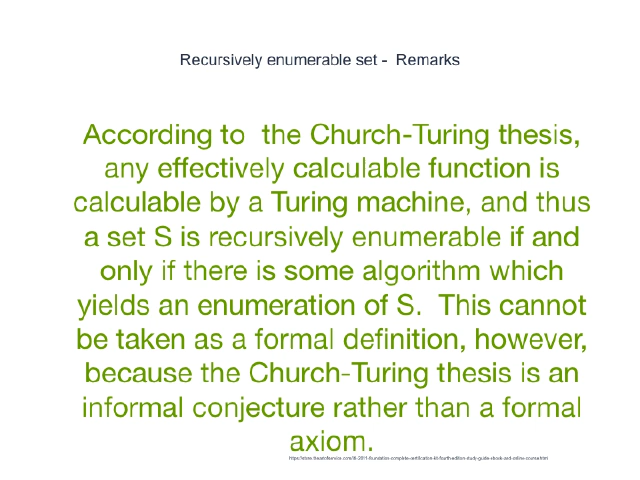 Recursively enumerable set -  Remarks
According to  the Church-Turing thesis,
any effectively calculable function is
calculable by a Turing machine, and thus
a set S is recursively enumerable if and
only if there is some algorithm which
yields an enumeration of S.  This cannot
be taken as a formal definition, however,
because the Church-Turing thesis is an
informal conjecture rather than a formal
axiom.